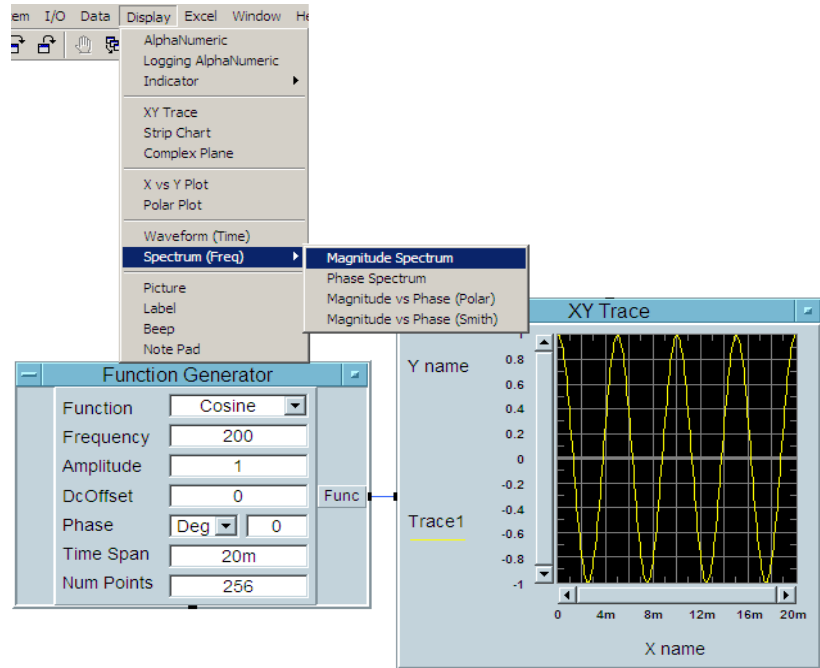 em I/O Data Display Excel Window He
AlphaNumeric
Logging AlphaNumeric
Indicator
XY Trace
Strip Chart
Complex Plane
X vs Y Plot
Polar Plot
Waveform (Time)
Spectrum (Freq)
Magnitude Spectrum
Phase Spectrum
Magnitude vs Phase (Polar)
Magnitude vs Phase (Smith)
Picture
Label
Beep
Note Pad
Function Generator
Function Cosine
Frequency 200
Amplitude 1
DcOffset 0
Func
Phase Deg 0
Time Span 20m
Num Points 256
XY Trace
Y name
0.8
0.6
0.4
0.2
0
-0.2
-0.4
Trace1
-0.6
-0.8
-1
0 4m 8m 12m 16m 20m
X name